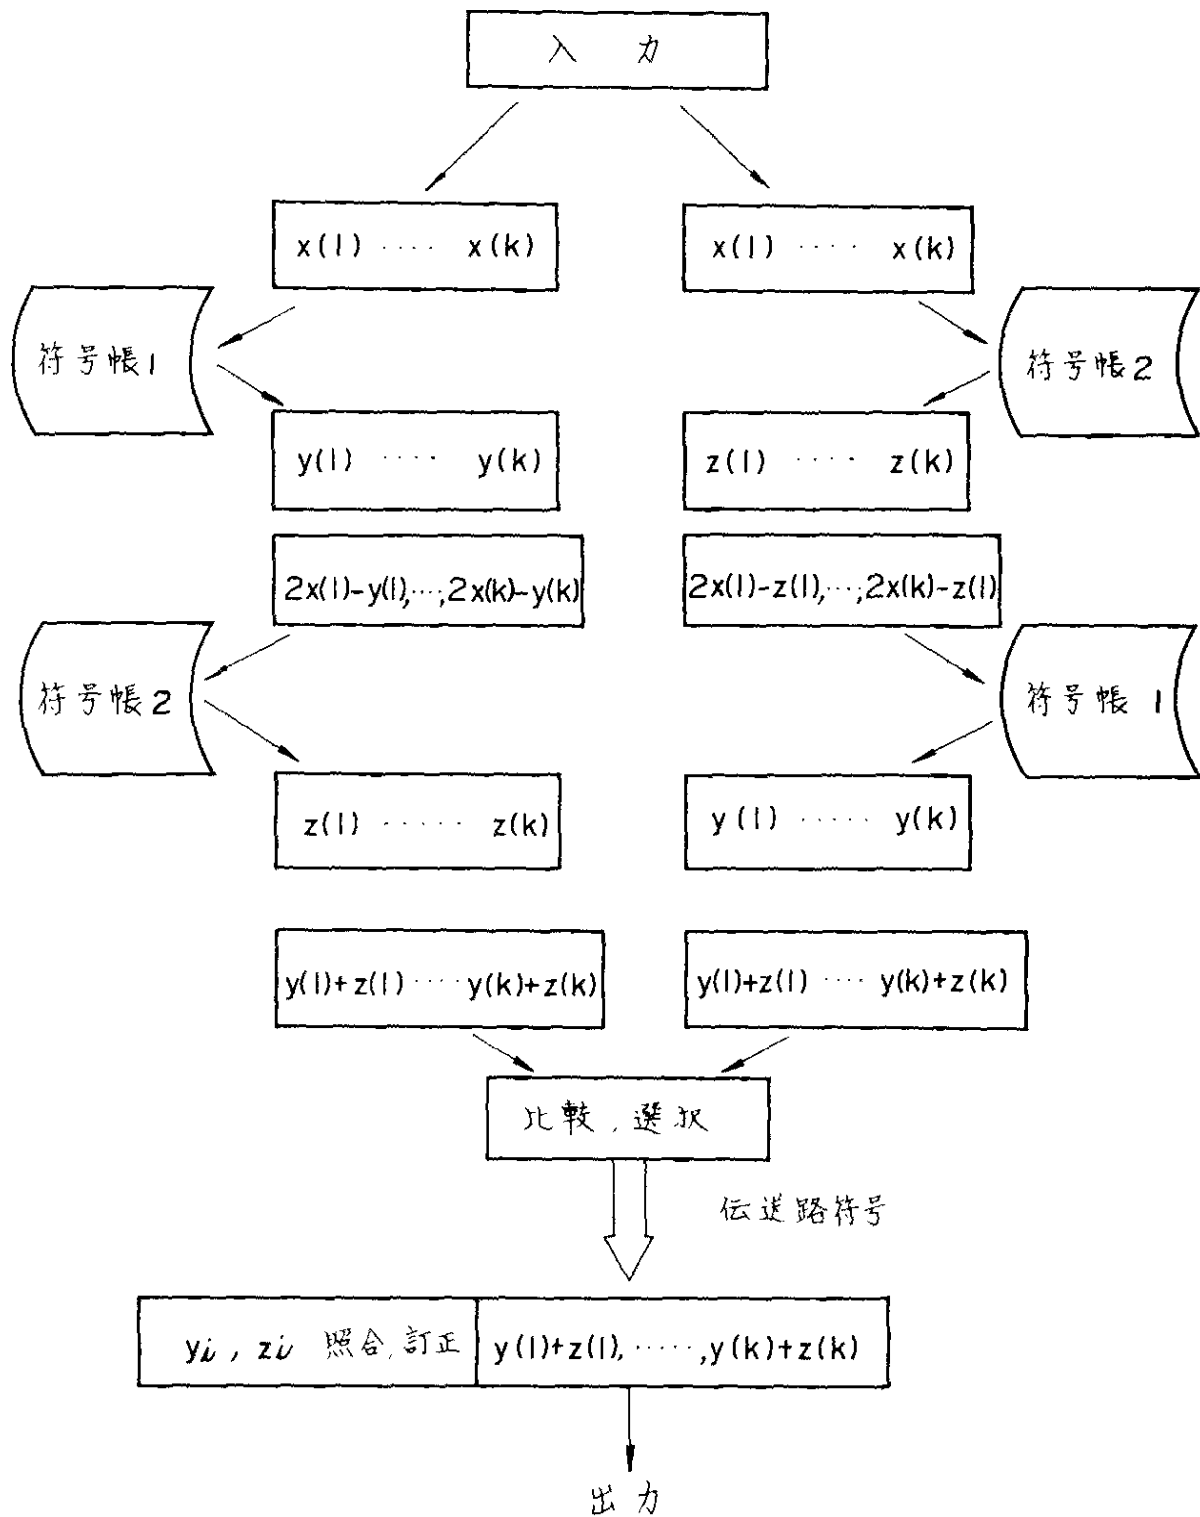 入 力
x(1) ‥‥ x(k)
x(1) ‥‥ x(k)
符号帳1
符号帳2
y(1) ‥‥ y(k)
z(1) ‥‥ z(k)
2x(1)-y(1),…,2x(k)-y(k)
2x(1)-z(1),…,2x(k)-z(1)
符号帳2
符号帳 1
z(1) ‥‥‥ z(k)
y(1) ‥‥‥ y(k)
y(1)+z(1) ‥‥ y(k)+z(k)
y(1)+z(1) ‥‥ y(k)+z(k)
比較,選択
伝送路符号
yi, zi 照合,訂正
y(1)+z(1),‥‥‥,y(k)+z(k)
出力